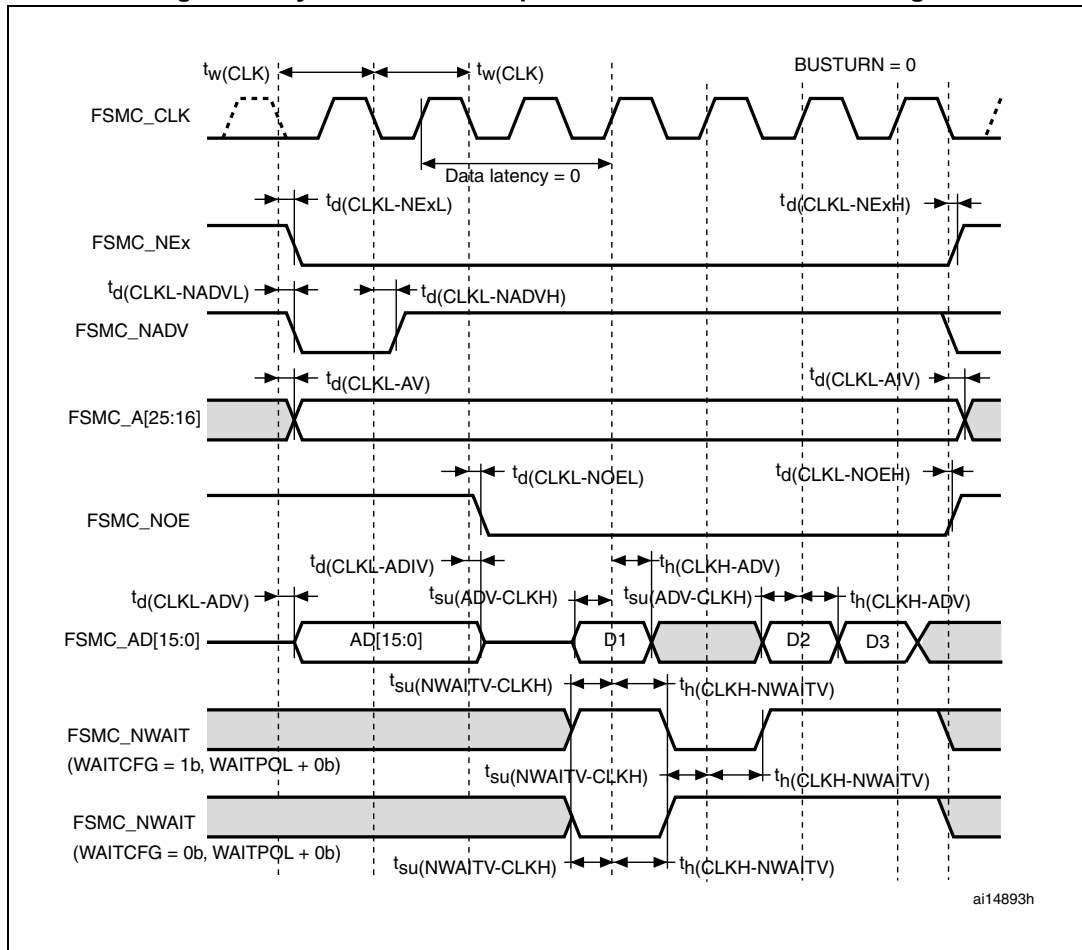 tw(CLK) tw(CLK) BUSTURN = 0
FSMC_CLK
Data latency = 0
td(CLKL-NExL) td(CLKL-NExH)
FSMC_NEx
td(CLKL-NADVL) td(CLKL-NADVH)
FSMC_NADV
td(CLKL-AV) td(CLKL-AIV)
FSMC_A[25:16]
td(CLKL-NOEL) td(CLKL-NOEH)
FSMC_NOE
td(CLKL-ADIV) th(CLKH-ADV)
td(CLKL-ADV) tsu(ADV-CLKH) tsu(ADV-CLKH) th(CLKH-ADV)
FSMC_AD[15:0] AD[15:0] D1 D2 D3
tsu(NWAITV-CLKH) th(CLKH-NWAITV)
FSMC_NWAIT
(WAITCFG = 1b, WAITPOL + 0b)
tsu(NWAITV-CLKH) th(CLKH-NWAITV)
FSMC_NWAIT
(WAITCFG = 0b, WAITPOL + 0b)
tsu(NWAITV-CLKH) th(CLKH-NWAITV)
ai14893h